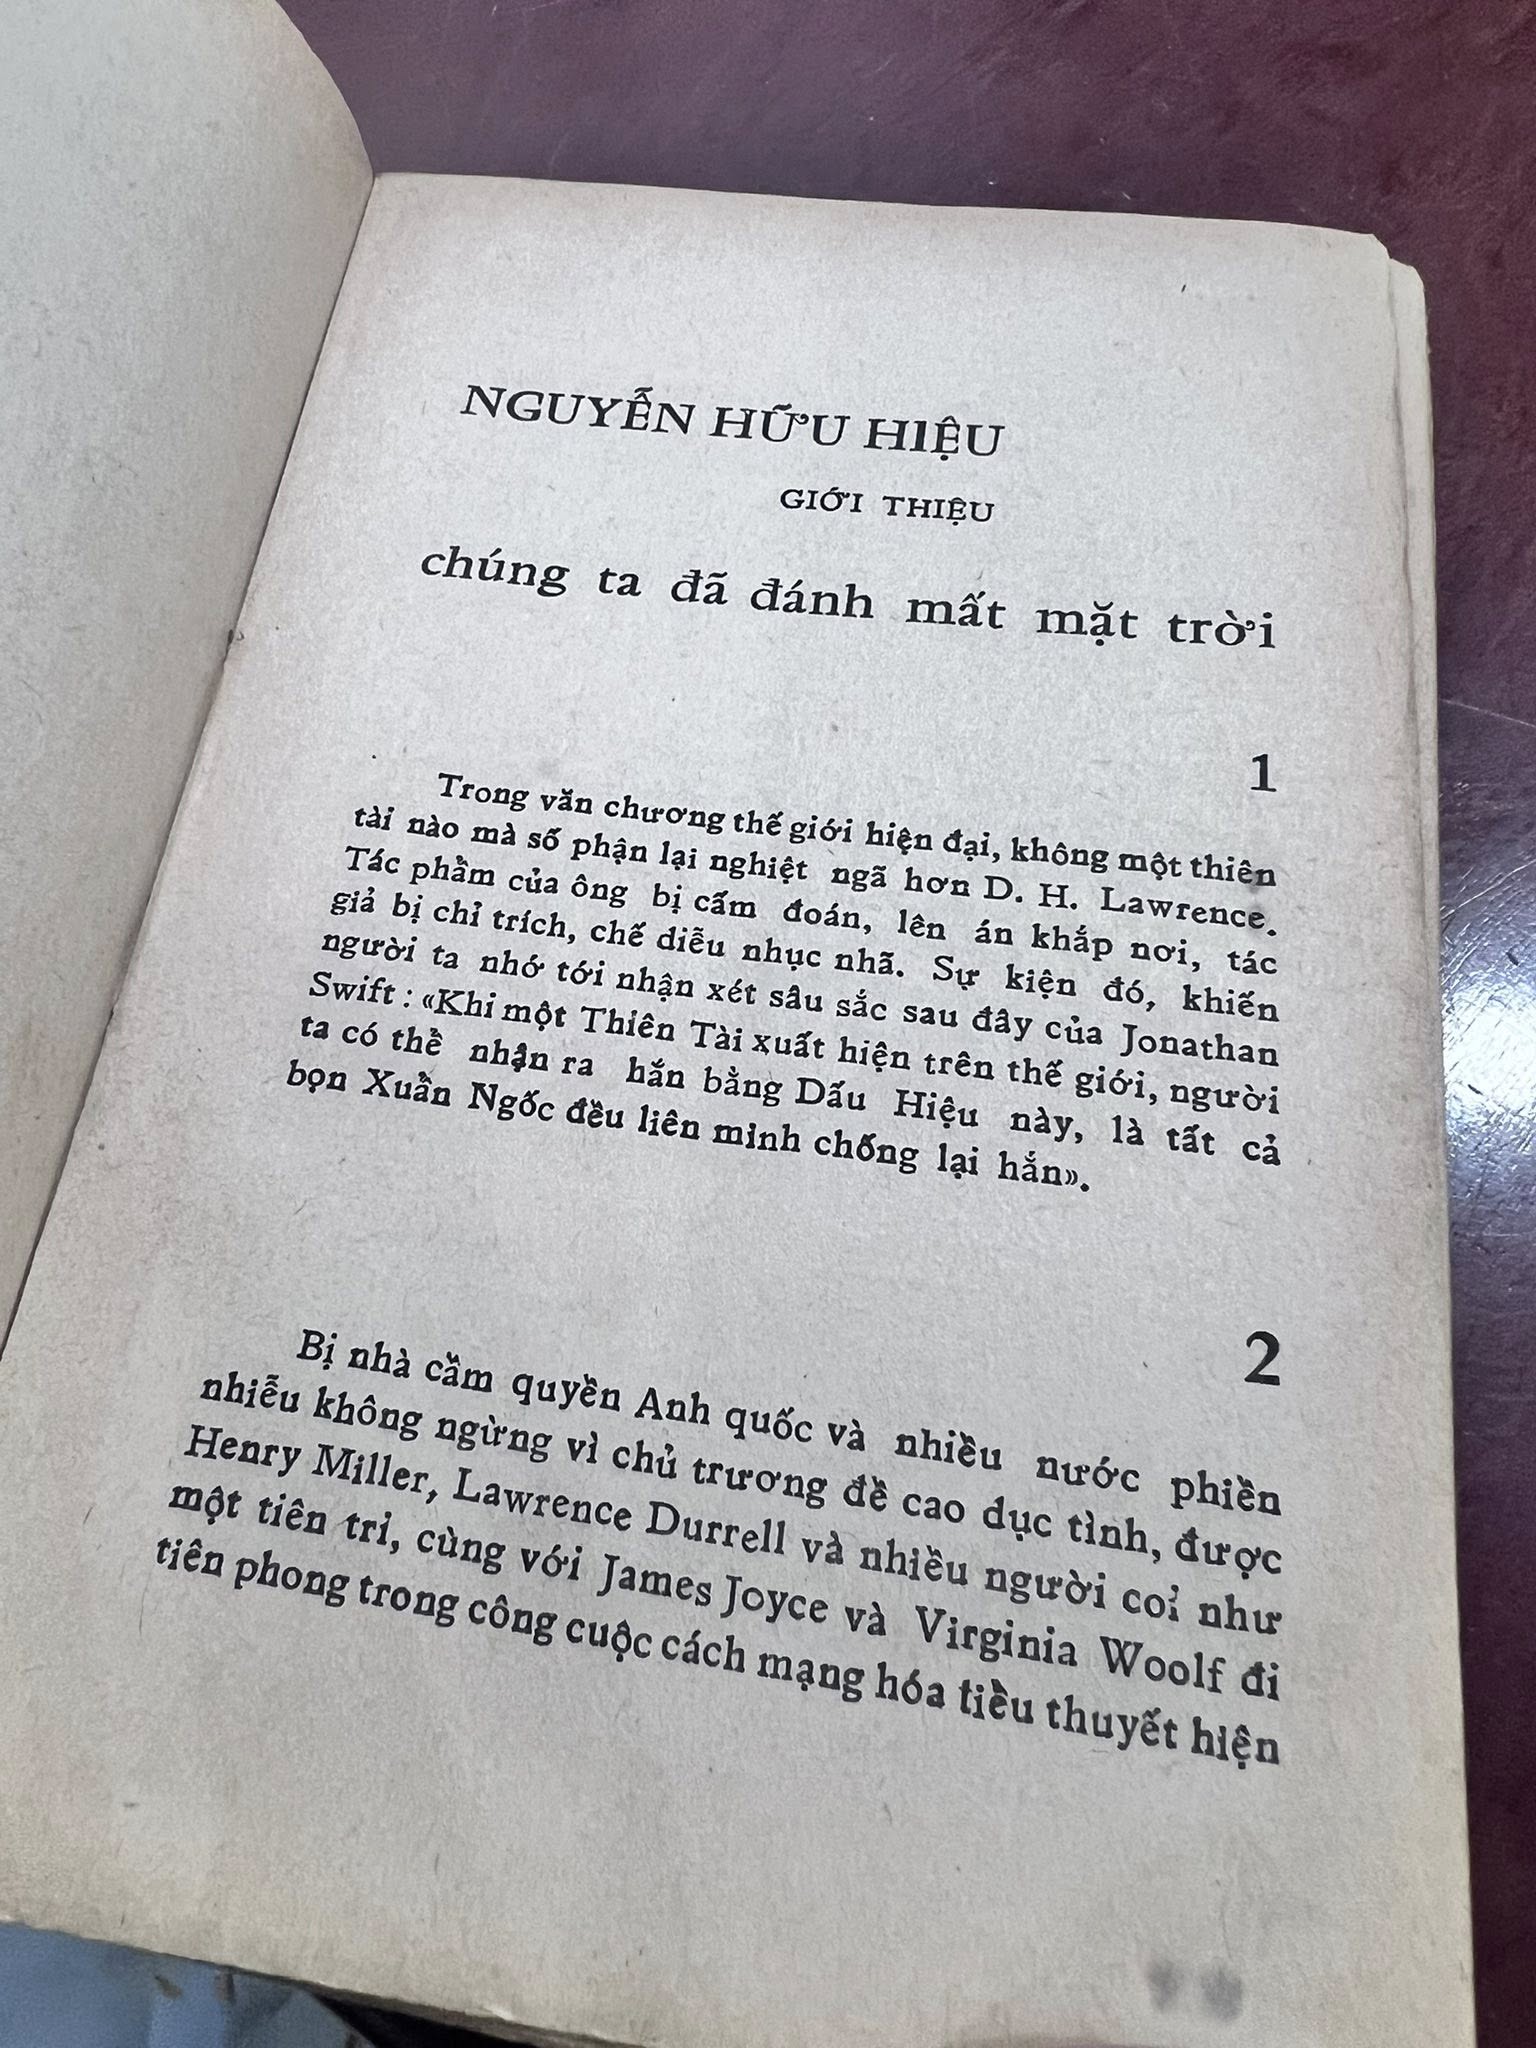 NGUYỄN HỮU HIỆU
GIỚI THIỆU
chúng ta đã đánh mất mặt trời
1
Trong văn chương thế giới hiện đại, không một thiên
tài nào mà số phận lại nghiệt ngã hơn D. H. Lawrence.
Tác phẩm của ông bị cấm đoán, lên án khắp nơi, tác
giả bị chỉ trích, chế diễu nhục nhã. Sự kiện đó, khiến
người ta nhớ tới nhận xét sâu sắc sau đây của Jonathan
Swift : «Khi một Thiên Tài xuất hiện trên thế giới, người
ta có thể nhận ra hắn bằng Dấu Hiệu này, là tất cả
bọn Xuẩn Ngốc đều liên minh chống lại hắn».
2
Bị nhà cầm quyền Anh quốc và nhiều nước phiền
nhiễu không ngừng vì chủ trương đề cao dục tình, được
Henry Miller, Lawrence Durrell và nhiều người coi như
một tiên tri, cùng với James Joyce và Virginia Woolf đi
tiên phong trong công cuộc cách mạng hóa tiểu thuyết hiện